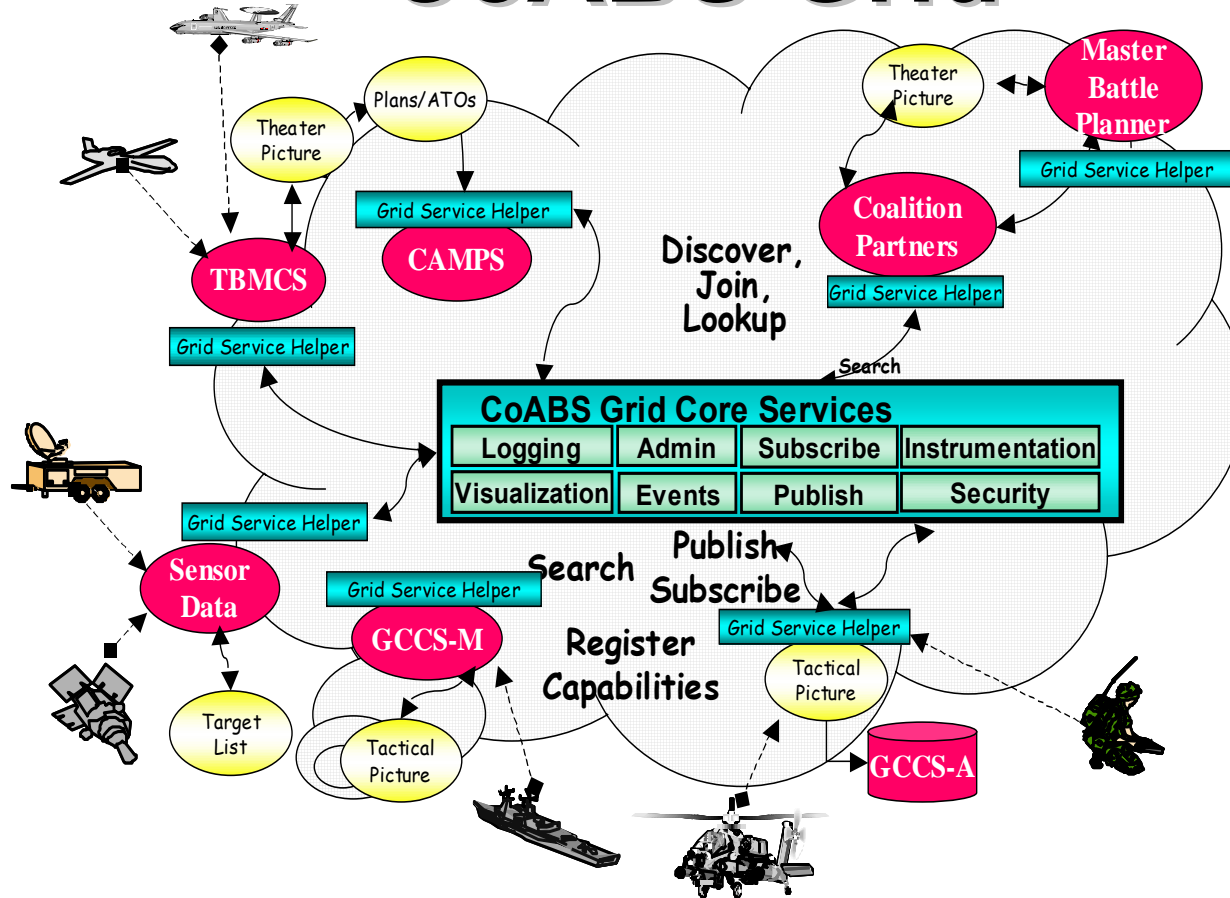 CoABS Grid
Master
Battle
Planner
Theater
Picture
Plans/ATOs
Theater
Picture
Grid Service Helper
Grid Service Helper
Coalition
Partners
CAMPS
TBMCS
Discover,
Join,
Lookup
Grid Service Helper
Grid Service Helper
Search
CoABS Grid Core Services
Logging
Admin
Subscribe
Instrumentation
Visualization
Events
Publish
Security
Grid Service Helper
Sensor
Data
Search
Publish
Subscribe
Grid Service Helper
GCCS-M
Grid Service Helper
Register
Capabilities
Tactical
Picture
Target
List
Tactical
Picture
GCCS-A